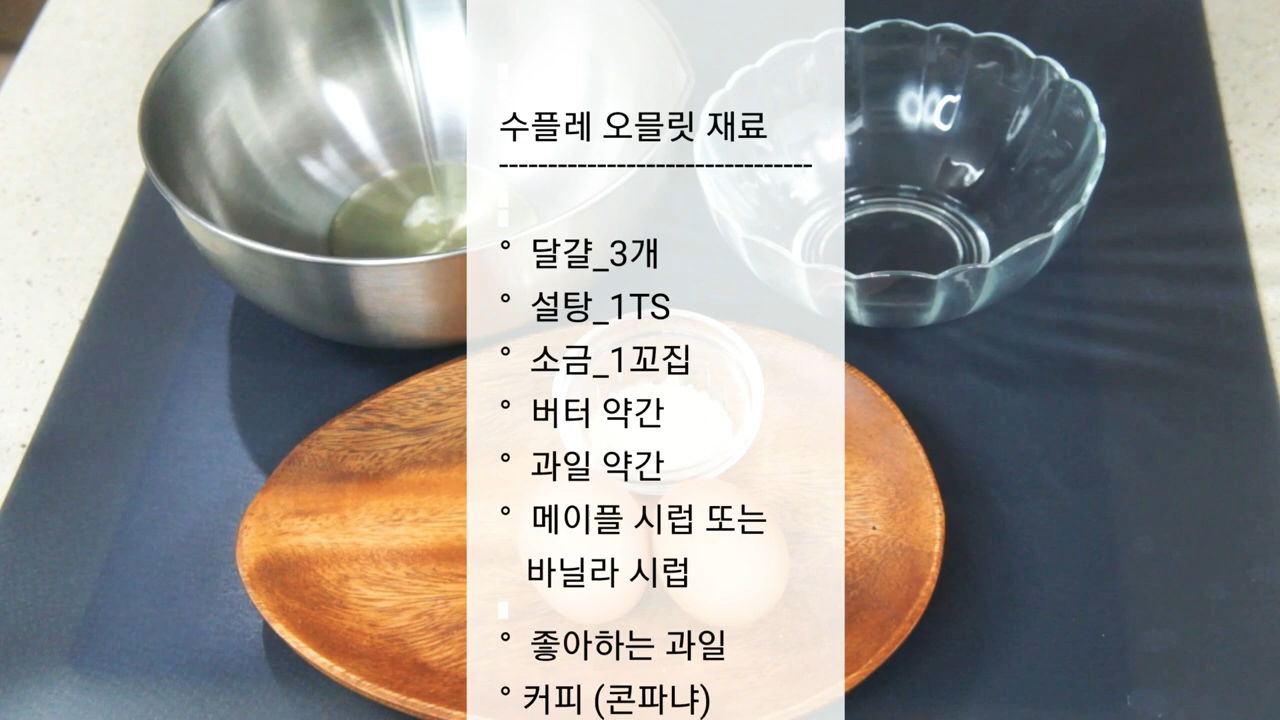 수플레 오믈릿 재료
--------------------------------
° 달걀_3개
° 설탕_1TS
° 소금_1꼬집
° 버터 약간
° 과일 약간
° 메이플 시럽 또는
바닐라 시럽
° 좋아하는 과일
° 커피 (콘파냐)